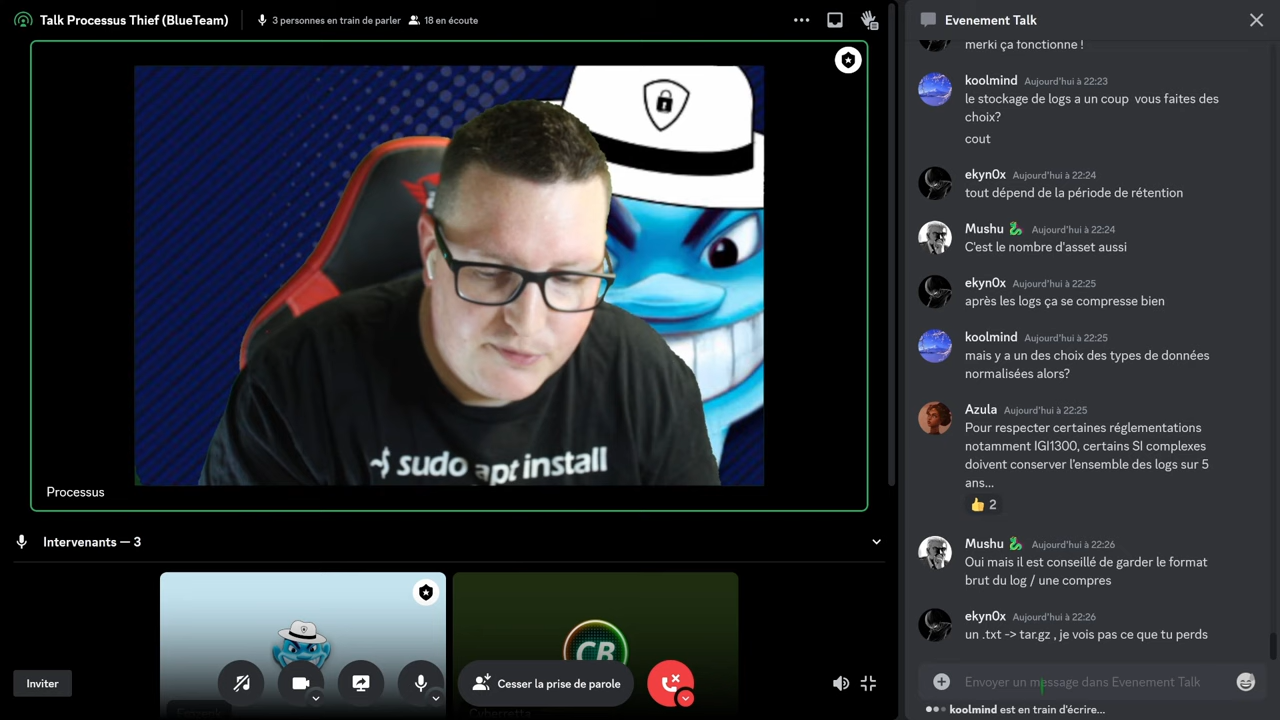 Talk Processus Thief (BlueTeam)
3 personnes en train de parler
18 en écoute
Evenement Talk
merki ça fonctionne !
koolmind Aujourd'hui à 22:23
le stockage de logs a un coup vous faites des
choix?
cout
ekyn0x Aujourd'hui à 22:24
tout dépend de la période de rétention
Mushu 🐉 Aujourd'hui à 22:24
C'est le nombre d'asset aussi
ekyn0x Aujourd'hui à 22:25
après les logs ça se compresse bien
koolmind Aujourd'hui à 22:25
mais y a un des choix des types de données
normalisées alors?
Azula Aujourd'hui à 22:25
Pour respecter certaines réglementations
notamment IGI1300, certains SI complexes
doivent conserver l'ensemble des logs sur 5
ans...
👍 2
Mushu 🐉 Aujourd'hui à 22:26
Oui mais il est conseillé de garder le format
brut du log / une compres
ekyn0x Aujourd'hui à 22:26
un .txt -> tar.gz , je vois pas ce que tu perds
Envoyer un message dans Evenement Talk
koolmind est en train d'écrire...
sudo apt install
Processus
Intervenants — 3
CB
Inviter
Cesser la prise de parole